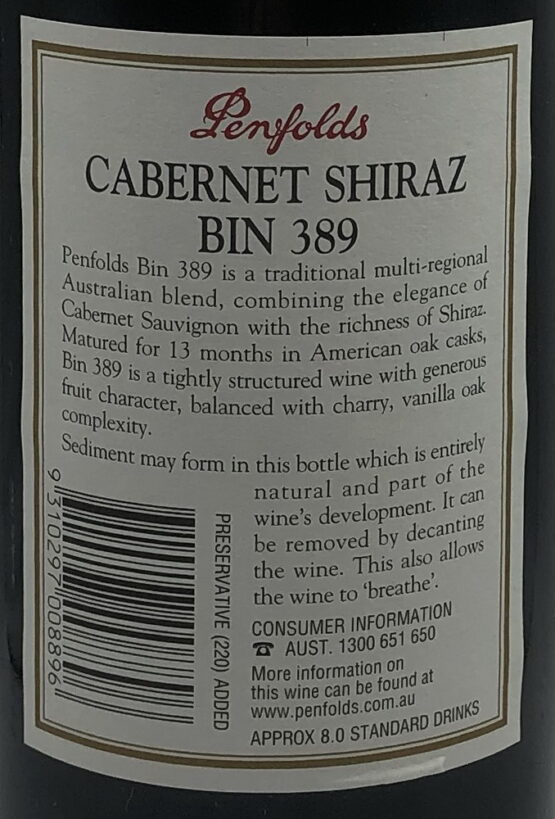 Penfolds
CABERNET SHIRAZ
BIN 389
Penfolds Bin 389 is a traditional multi-regional
Australian blend, combining the elegance of
Cabernet Sauvignon with the richness of Shiraz.
Matured for 13 months in American oak casks,
Bin 389 is a tightly structured wine with generous
fruit character, balanced with charry, vanilla oak
complexity.
Sediment may form in this bottle which is entirely
natural and part of the
wine's development. It can
be removed by decanting
the wine. This also allows
the wine to 'breathe'.
9 310297 008896
PRESERVATIVE (220) ADDED
CONSUMER INFORMATION
☎ AUST. 1300 651 650
More information on
this wine can be found at
www.penfolds.com.au
APPROX 8.0 STANDARD DRINKS